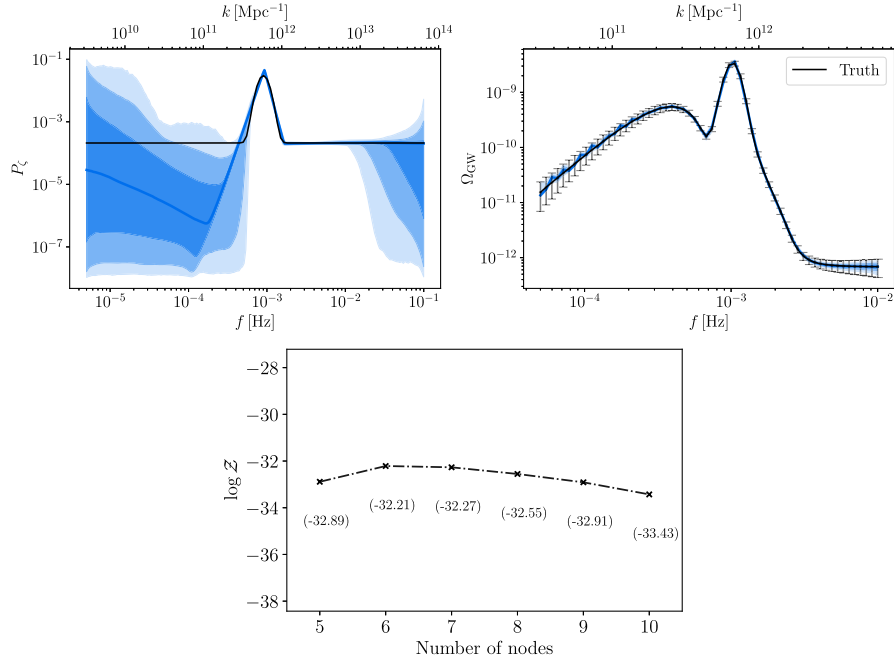 k [Mpc⁻¹]
10¹⁰ 10¹¹ 10¹² 10¹³ 10¹⁴
10⁻¹
10⁻³
10⁻⁵
10⁻⁷
P_ζ
10⁻⁵ 10⁻⁴ 10⁻³ 10⁻² 10⁻¹
f [Hz]
k [Mpc⁻¹]
10¹¹ 10¹²
Truth
10⁻⁹
10⁻¹⁰
10⁻¹¹
10⁻¹²
Ω_GW
10⁻⁴ 10⁻³ 10⁻²
f [Hz]
−28
−30
−32
−34
−36
−38
log 𝒵
(-32.89) (-32.21) (-32.27) (-32.55) (-32.91) (-33.43)
5 6 7 8 9 10
Number of nodes